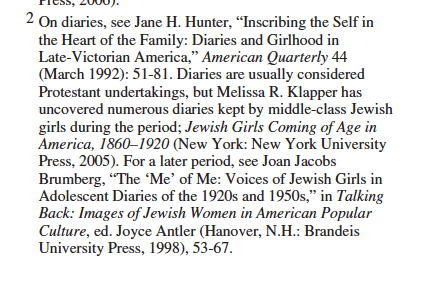 Press, 2006).
2 On diaries, see Jane H. Hunter, “Inscribing the Self in
the Heart of the Family: Diaries and Girlhood in
Late-Victorian America,” American Quarterly 44
(March 1992): 51-81. Diaries are usually considered
Protestant undertakings, but Melissa R. Klapper has
uncovered numerous diaries kept by middle-class Jewish
girls during the period; Jewish Girls Coming of Age in
America, 1860–1920 (New York: New York University
Press, 2005). For a later period, see Joan Jacobs
Brumberg, “The ‘Me’ of Me: Voices of Jewish Girls in
Adolescent Diaries of the 1920s and 1950s,” in Talking
Back: Images of Jewish Women in American Popular
Culture, ed. Joyce Antler (Hanover, N.H.: Brandeis
University Press, 1998), 53-67.